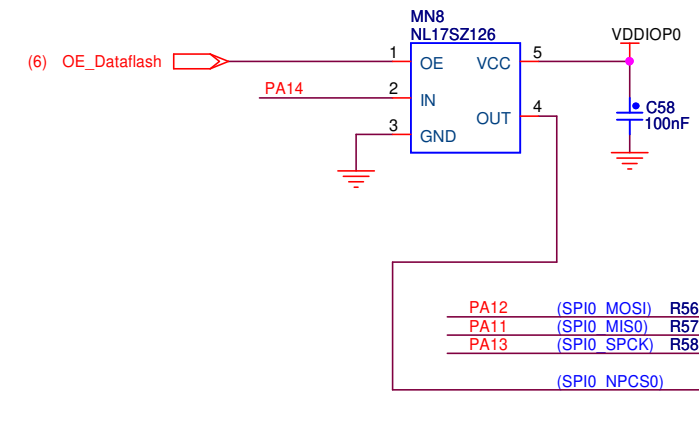 MN8
NL17SZ126
VDDIOP0
(6) OE_Dataflash
1
OE
VCC
5
PA14
2
IN
OUT
4
C58
100nF
3
GND
PA12 (SPI0_MOSI) R56
PA11 (SPI0_MIS0) R57
PA13 (SPI0_SPCK) R58
(SPI0_NPCS0)